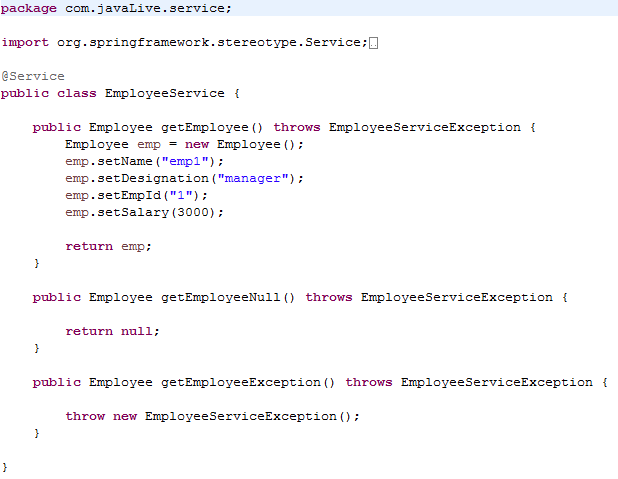 package com.javaLive.service;
import org.springframework.stereotype.Service;
@Service
public class EmployeeService {
public Employee getEmployee() throws EmployeeServiceException {
Employee emp = new Employee();
emp.setName("emp1");
emp.setDesignation("manager");
emp.setEmpId("1");
emp.setSalary(3000);
return emp;
}
public Employee getEmployeeNull() throws EmployeeServiceException {
return null;
}
public Employee getEmployeeException() throws EmployeeServiceException {
throw new EmployeeServiceException();
}
}